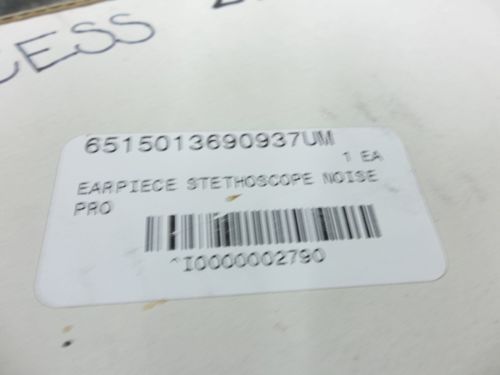 CESS
6515013690937UM
1 EA
EARPIECE STETHOSCOPE NOISE
PRO
^I0000002790